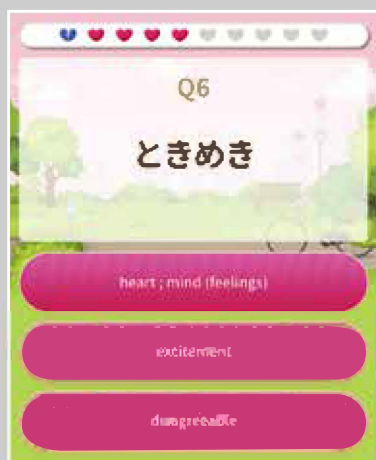 Q6
ときめき
heart ; mind (feelings)
excitement
disagreeable